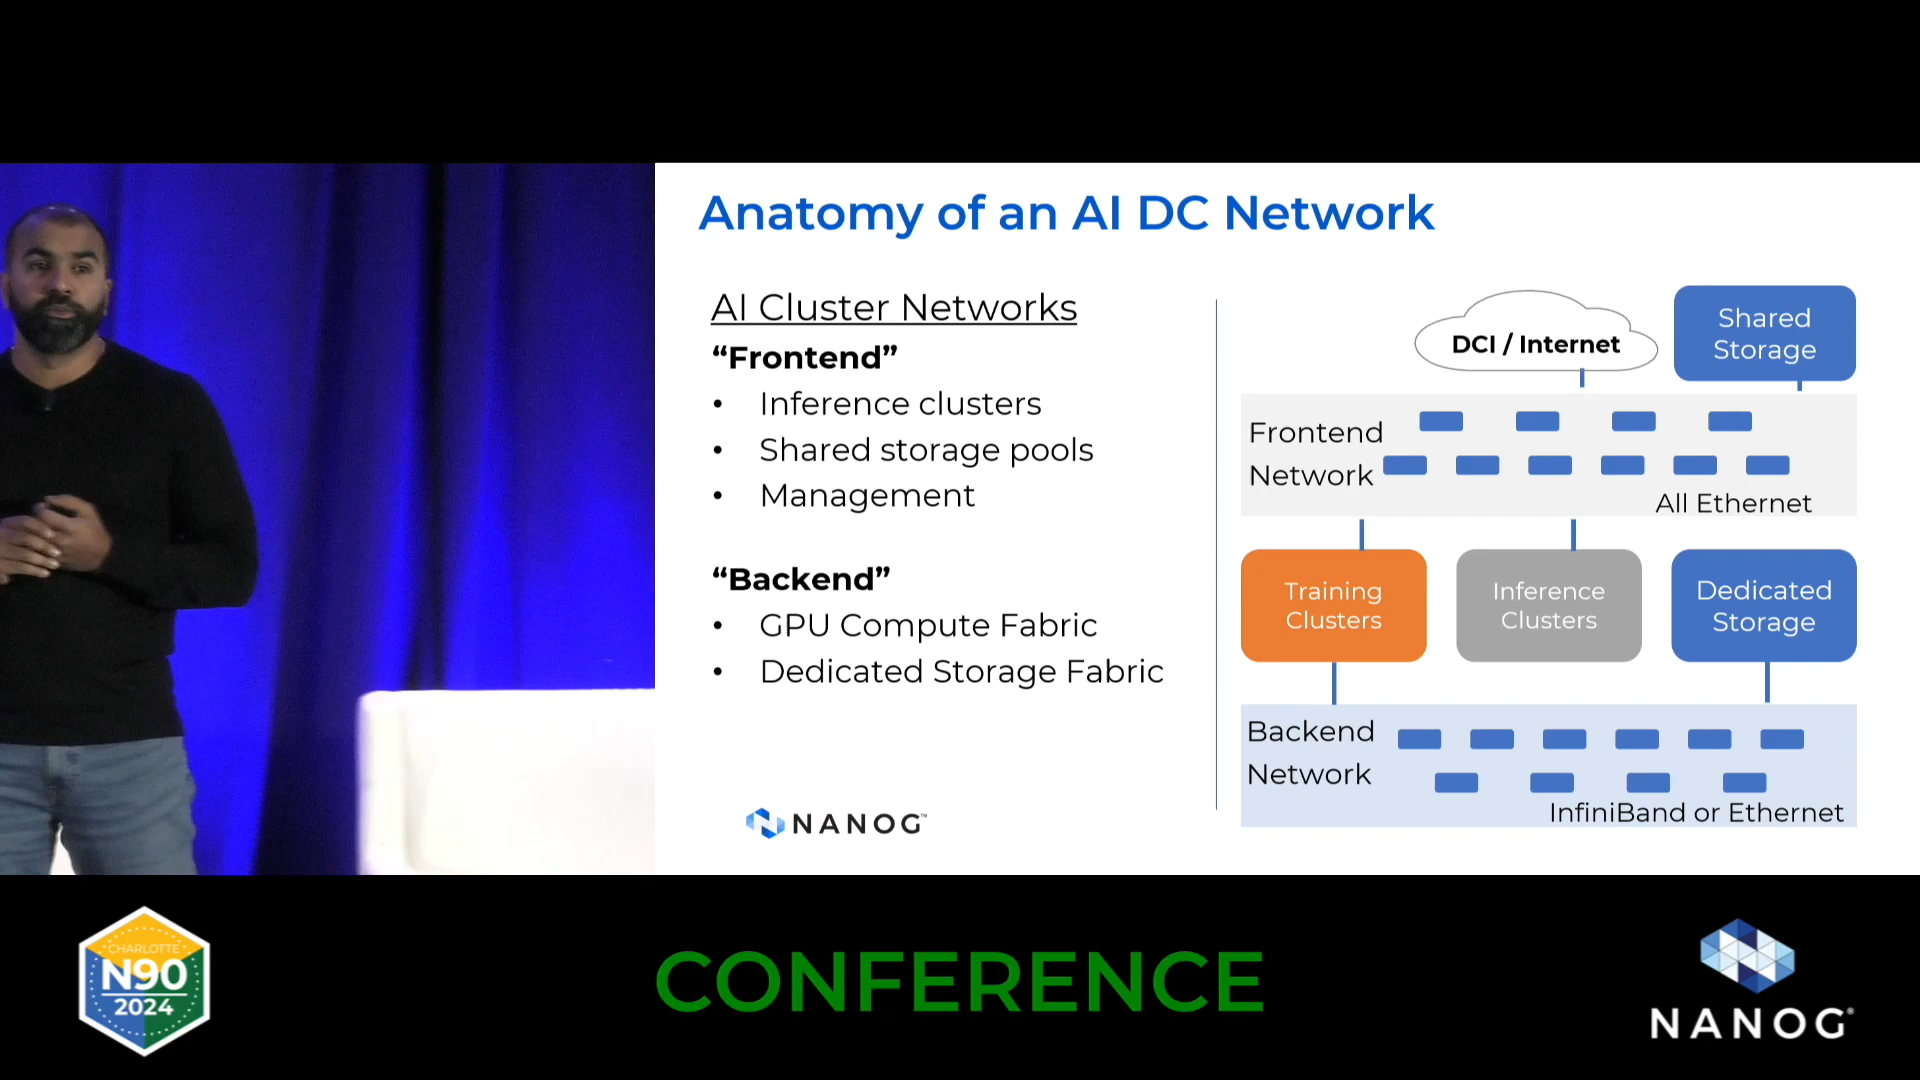 Anatomy of an AI DC Network
AI Cluster Networks
“Frontend”
• Inference clusters
• Shared storage pools
• Management
“Backend”
• GPU Compute Fabric
• Dedicated Storage Fabric
NANOG™
DCI / Internet
Shared
Storage
Frontend
Network
All Ethernet
Training
Clusters
Inference
Clusters
Dedicated
Storage
Backend
Network
InfiniBand or Ethernet
CHARLOTTE
N90
2024
CONFERENCE
NANOG®